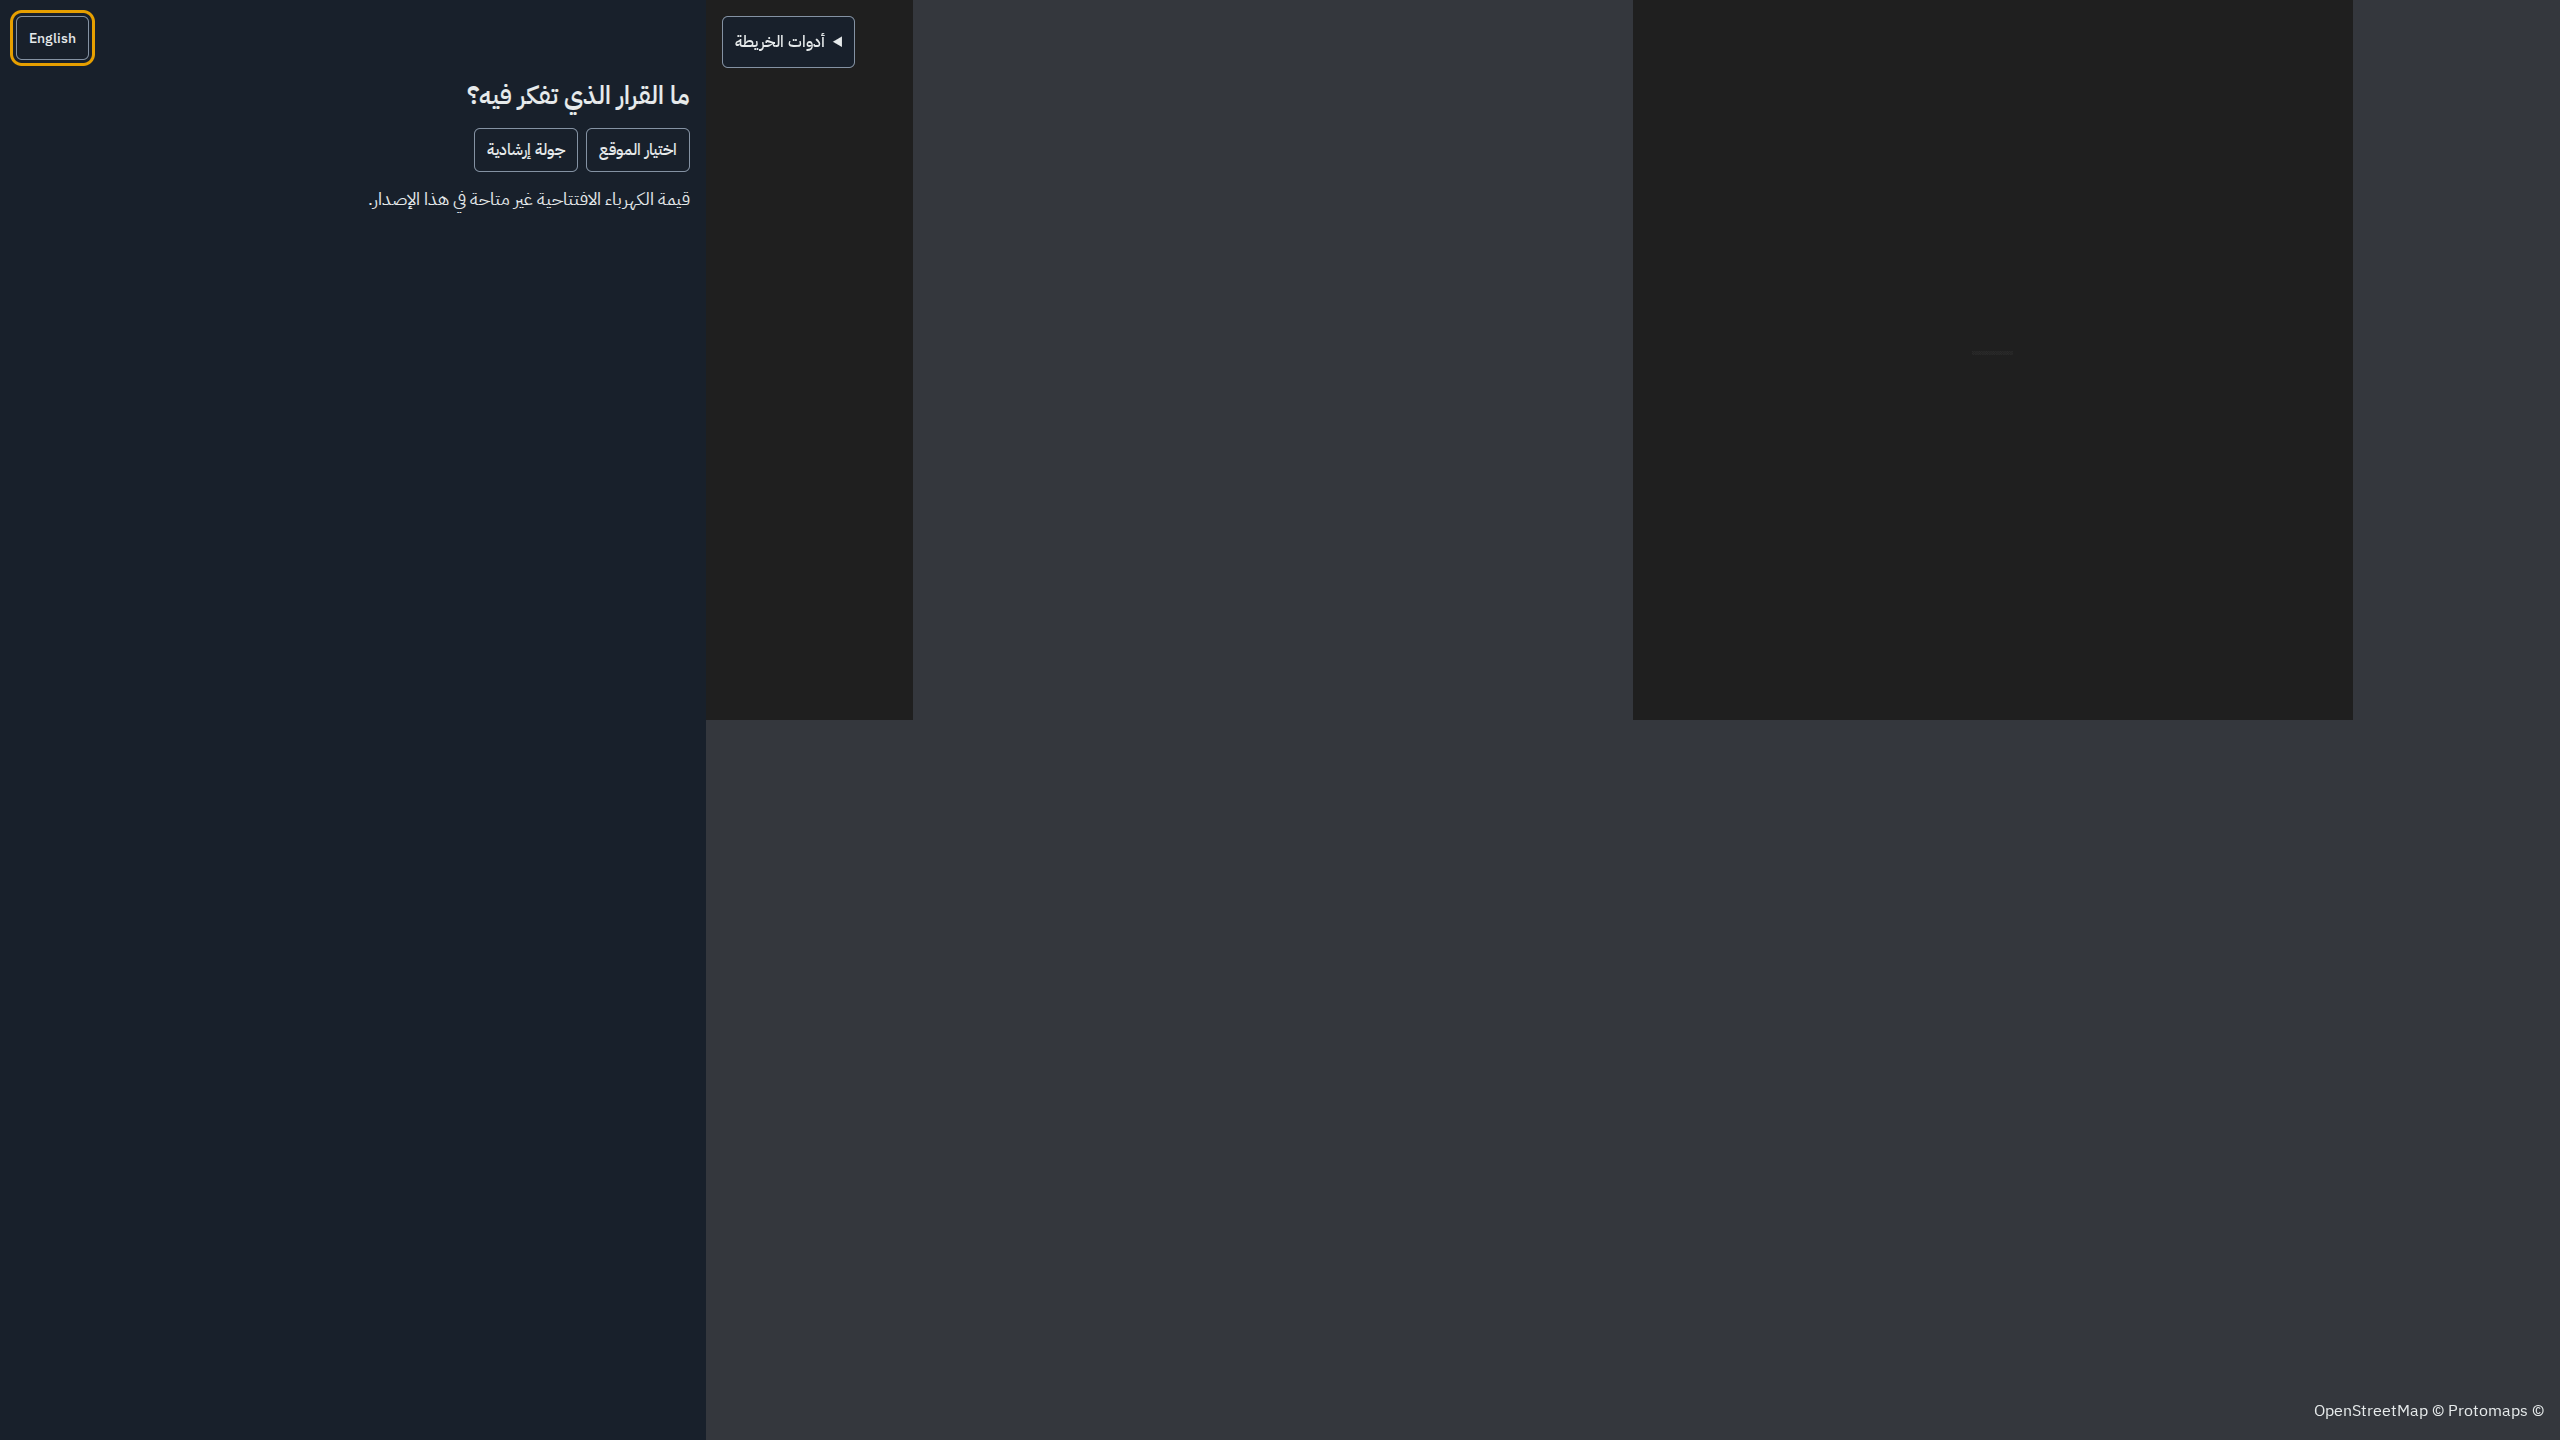 English
◀ أدوات الخريطة
ما القرار الذي تفكر فيه؟
اختيار الموقع
جولة إرشادية
قيمة الكهرباء الافتتاحية غير متاحة في هذا الإصدار.
OpenStreetMap © Protomaps ©